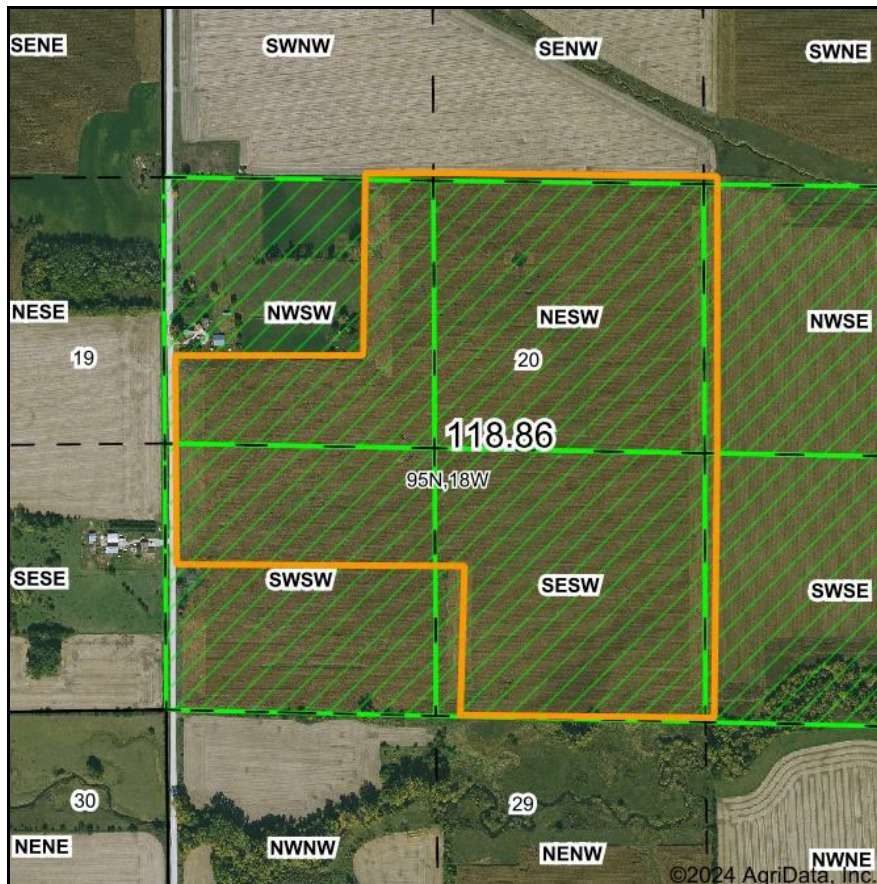 SENE
SWNW
SENW
SWNE
NESE
NWSW
NESW
NWSE
19
20
118.86
95N,18W
SESE
SWSW
SESW
SWSE
30
29
NENE
NWNW
NENW
NWNE
©2024 AgriData, Inc.